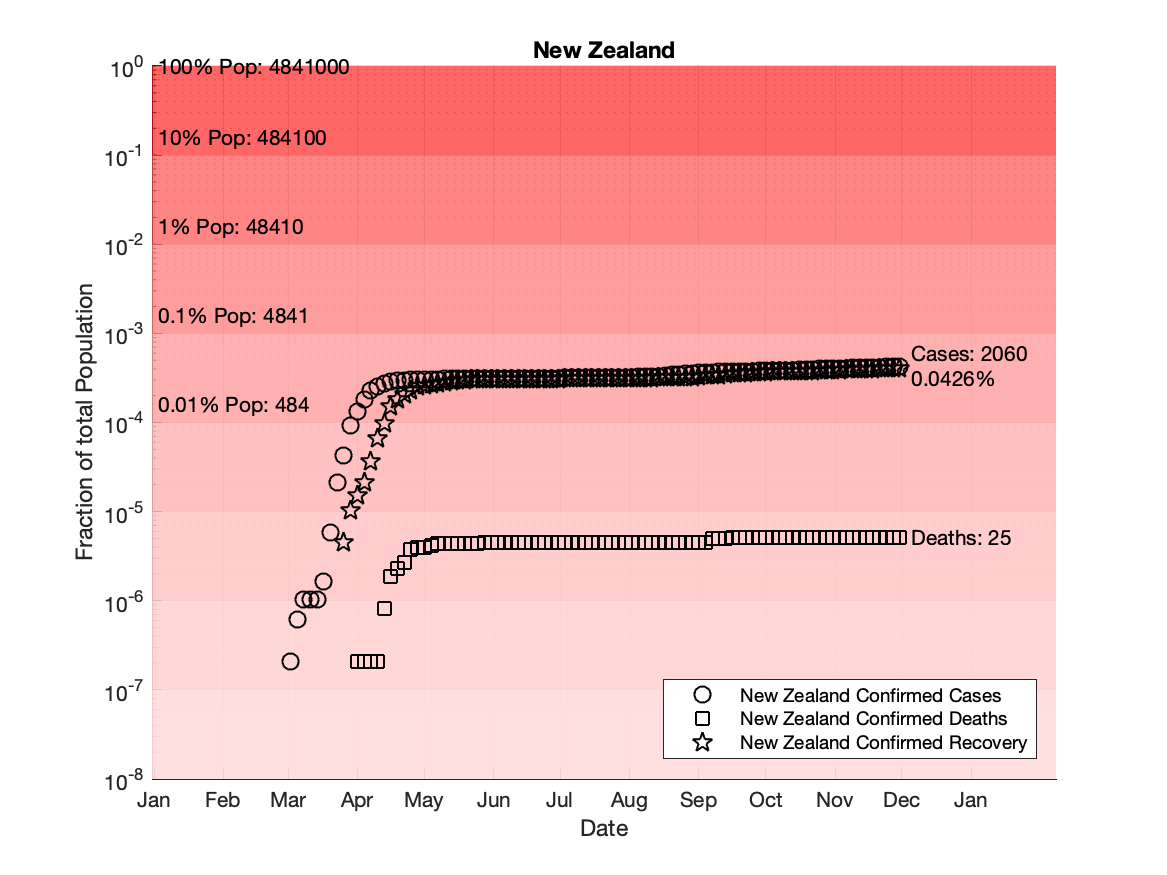 New Zealand
10^0
100% Pop: 4841000
10% Pop: 484100
10^-1
1% Pop: 48410
10^-2
0.1% Pop: 4841
10^-3
Cases: 2060
0.0426%
0.01% Pop: 484
10^-4
10^-5
Deaths: 25
10^-6
10^-7
10^-8
Fraction of total Population
New Zealand Confirmed Cases
New Zealand Confirmed Deaths
New Zealand Confirmed Recovery
Jan Feb Mar Apr May Jun Jul Aug Sep Oct Nov Dec Jan
Date